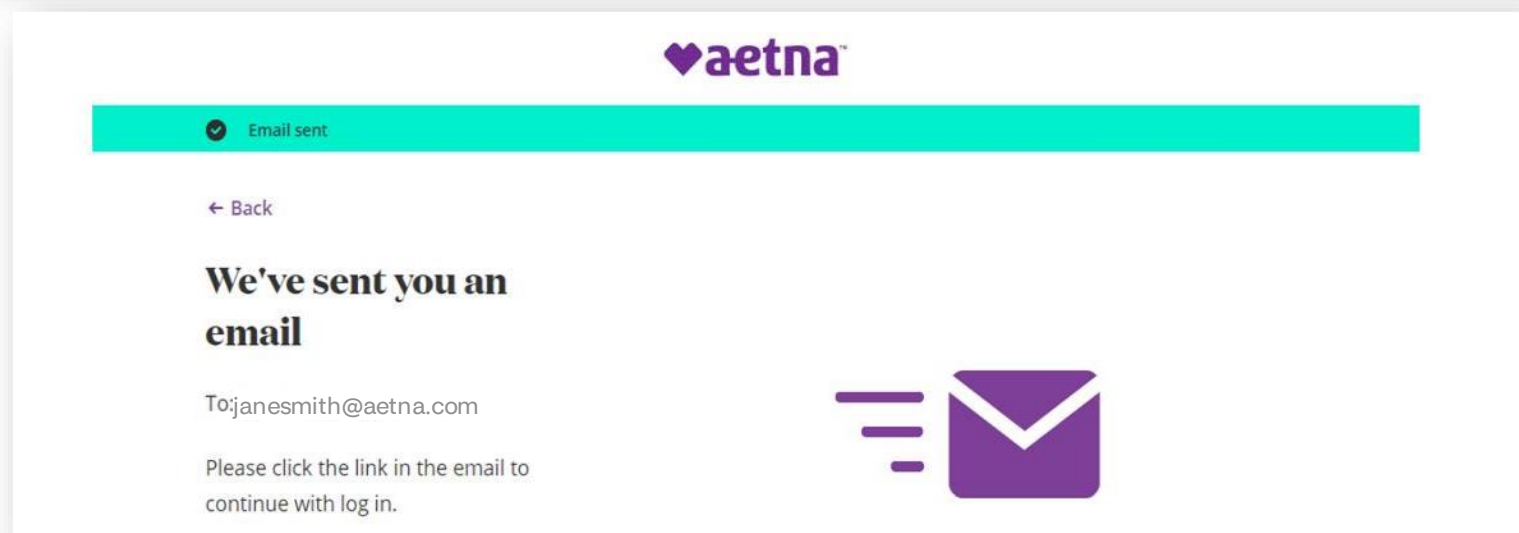 aetna™
Email sent
← Back
We've sent you an
email
To:janesmith@aetna.com
Please click the link in the email to
continue with log in.